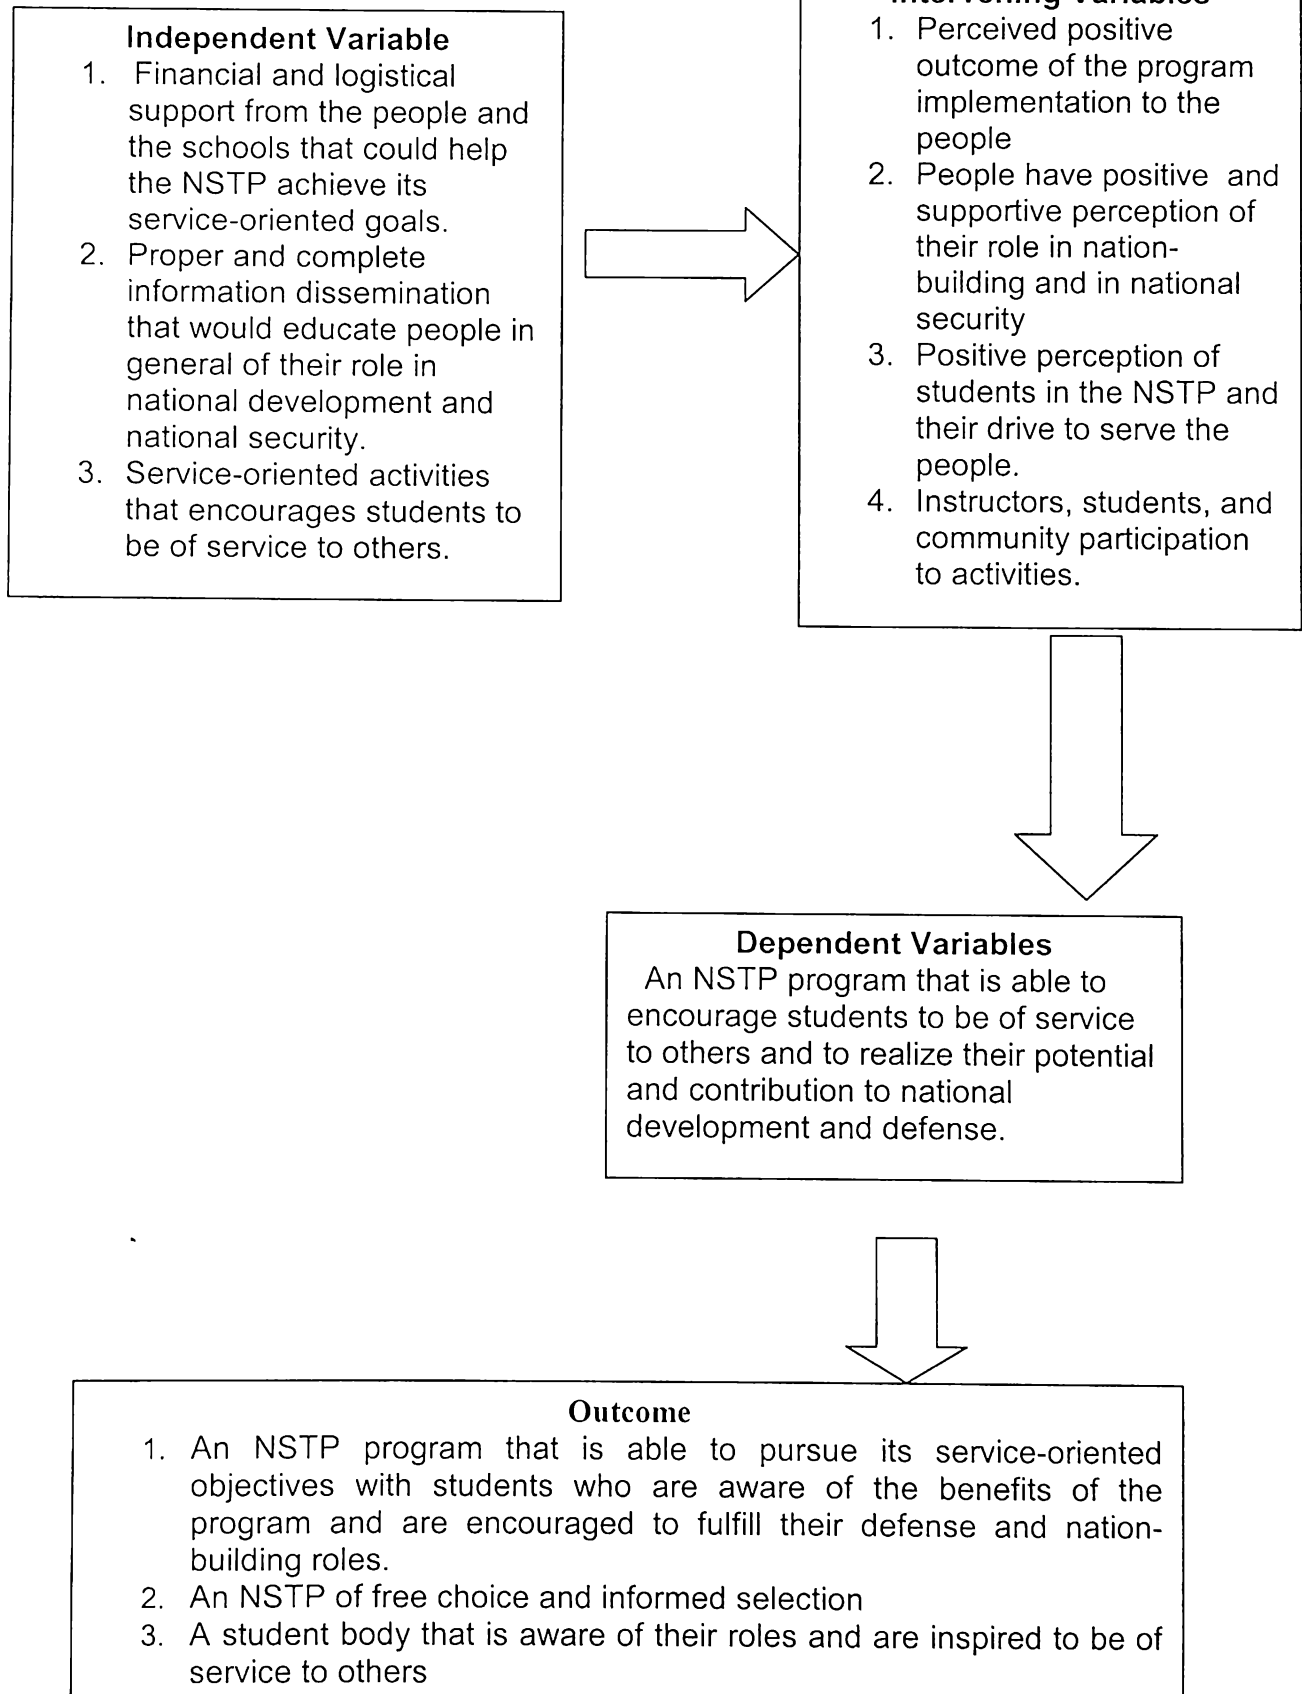 Independent Variable
1. Financial and logistical
support from the people and
the schools that could help
the NSTP achieve its
service-oriented goals.
2. Proper and complete
information dissemination
that would educate people in
general of their role in
national development and
national security.
3. Service-oriented activities
that encourages students to
be of service to others.
Intervening Variables
1. Perceived positive
outcome of the program
implementation to the
people
2. People have positive and
supportive perception of
their role in nation-
building and in national
security
3. Positive perception of
students in the NSTP and
their drive to serve the
people.
4. Instructors, students, and
community participation
to activities.
Dependent Variables
An NSTP program that is able to
encourage students to be of service
to others and to realize their potential
and contribution to national
development and defense.
Outcome
1. An NSTP program that is able to pursue its service-oriented
objectives with students who are aware of the benefits of the
program and are encouraged to fulfill their defense and nation-
building roles.
2. An NSTP of free choice and informed selection
3. A student body that is aware of their roles and are inspired to be of
service to others